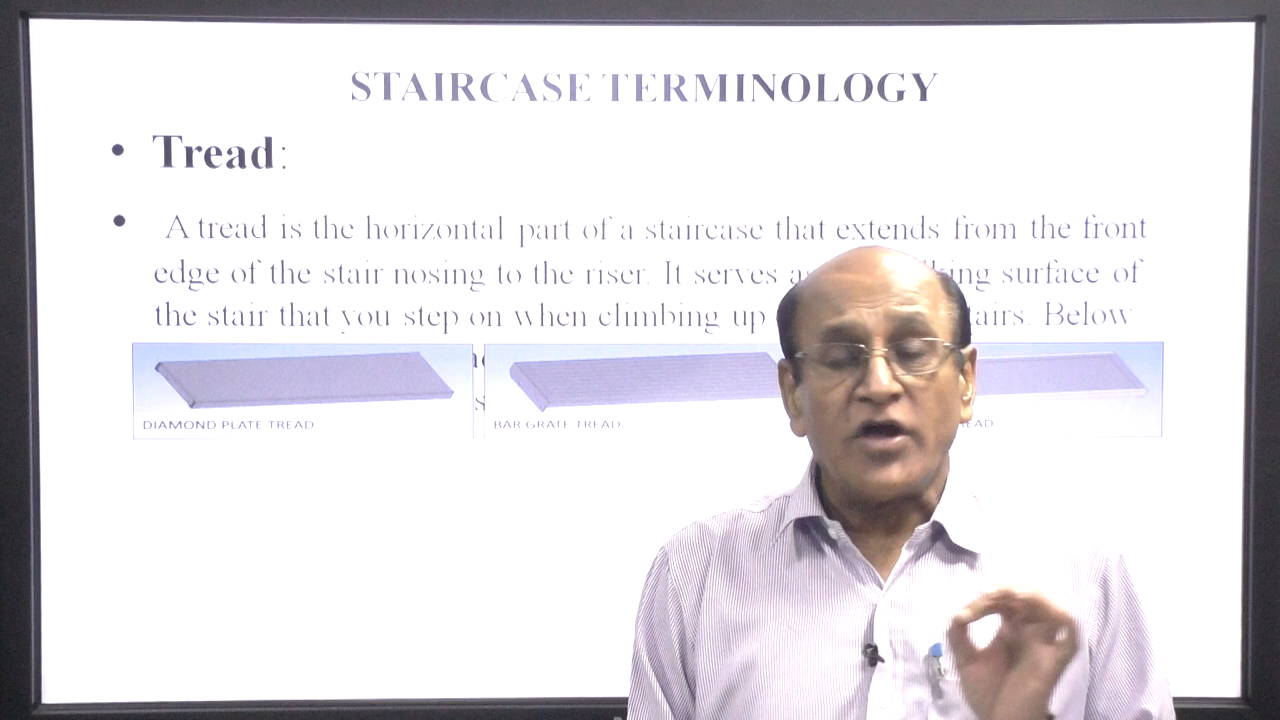 STAIRCASE TERMINOLOGY
• Tread:
• A tread is the horizontal part of a staircase that extends from the front
edge of the stair nosing to the riser. It serves surface of
the stair that you step on when climbing up Below
DIAMOND PLATE TREAD
BAR GRATE TREAD